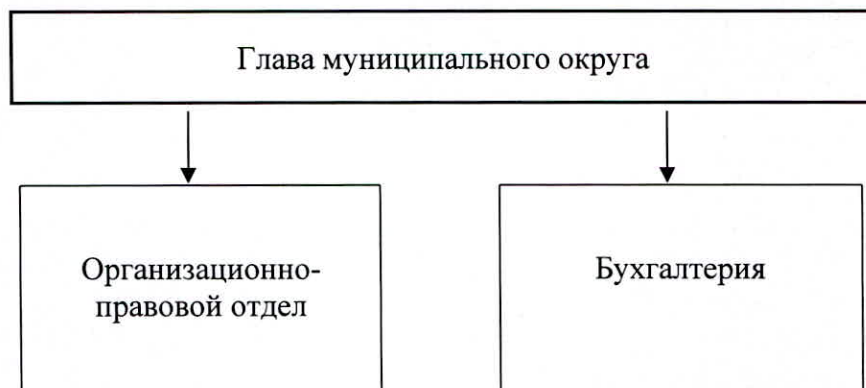 Глава муниципального округа
Организационно-
правовой отдел
Бухгалтерия